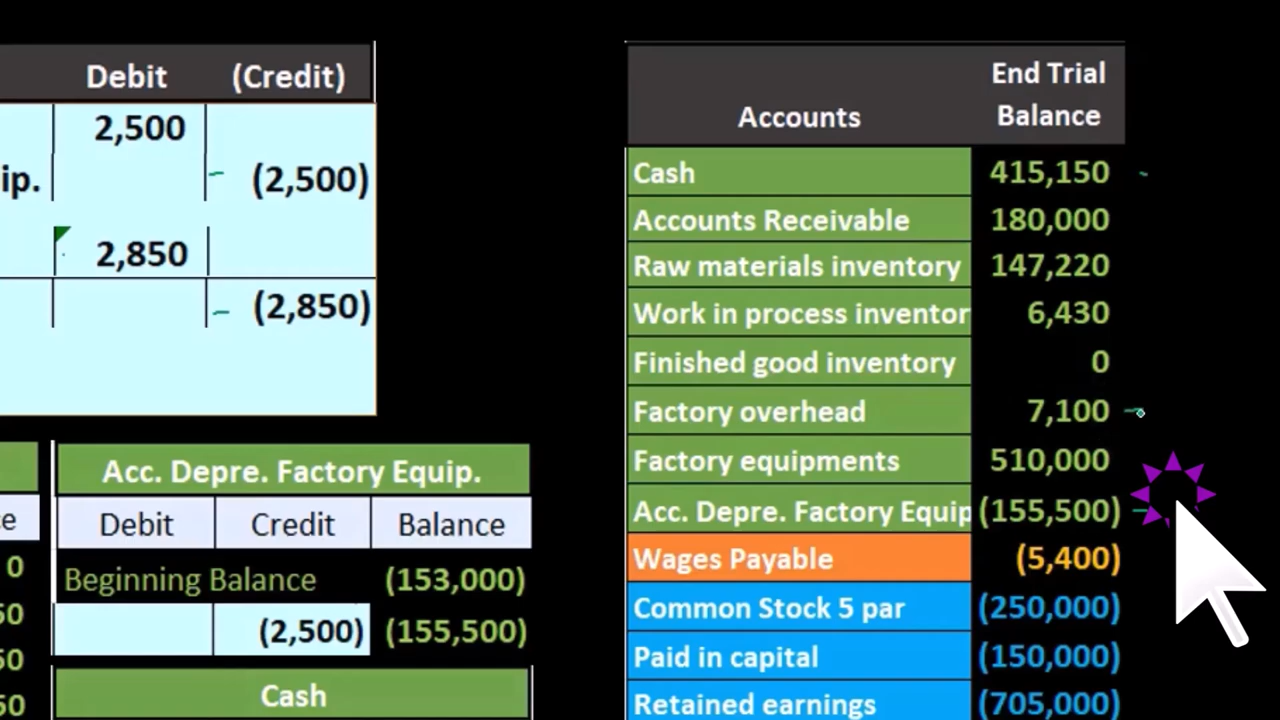 Debit (Credit)
2,500
ip. (2,500)
2,850
(2,850)
Acc. Depre. Factory Equip.
e Debit Credit Balance
0 Beginning Balance (153,000)
50 (2,500) (155,500)
50 Cash
50
Accounts End Trial Balance
Cash 415,150
Accounts Receivable 180,000
Raw materials inventory 147,220
Work in process inventor 6,430
Finished good inventory 0
Factory overhead 7,100
Factory equipments 510,000
Acc. Depre. Factory Equip (155,500)
Wages Payable (5,400)
Common Stock 5 par (250,000)
Paid in capital (150,000)
Retained earnings (705,000)